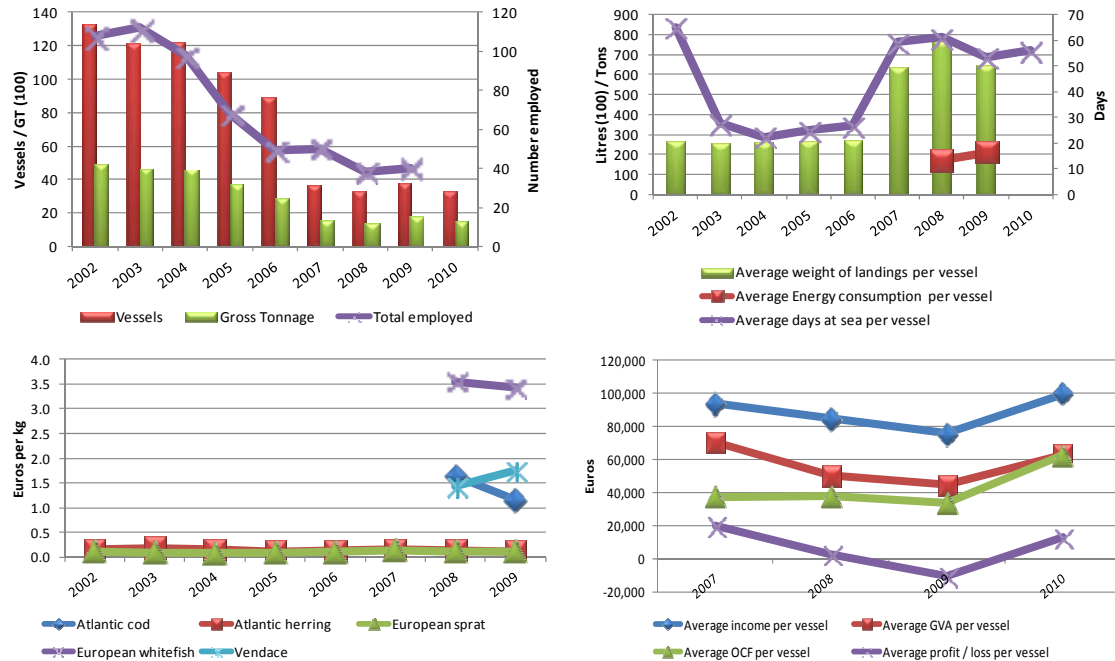 140
120
100
80
60
40
20
0
Vessels / GT (100)
120
100
80
60
40
20
0
Number employed
2002 2003 2004 2005 2006 2007 2008 2009 2010
Vessels Gross Tonnage Total employed
900
800
700
600
500
400
300
200
100
0
Litres (100) / Tons
70
60
50
40
30
20
10
0
Days
2002 2003 2004 2005 2006 2007 2008 2009 2010
Average weight of landings per vessel
Average Energy consumption per vessel
Average days at sea per vessel
4.0
3.5
3.0
2.5
2.0
1.5
1.0
0.5
0.0
Euros per kg
2002 2003 2004 2005 2006 2007 2008 2009
Atlantic cod Atlantic herring European sprat
European whitefish Vendace
120,000
100,000
80,000
60,000
40,000
20,000
0
-20,000
Euros
2007 2008 2009 2010
Average income per vessel Average GVA per vessel
Average OCF per vessel Average profit / loss per vessel